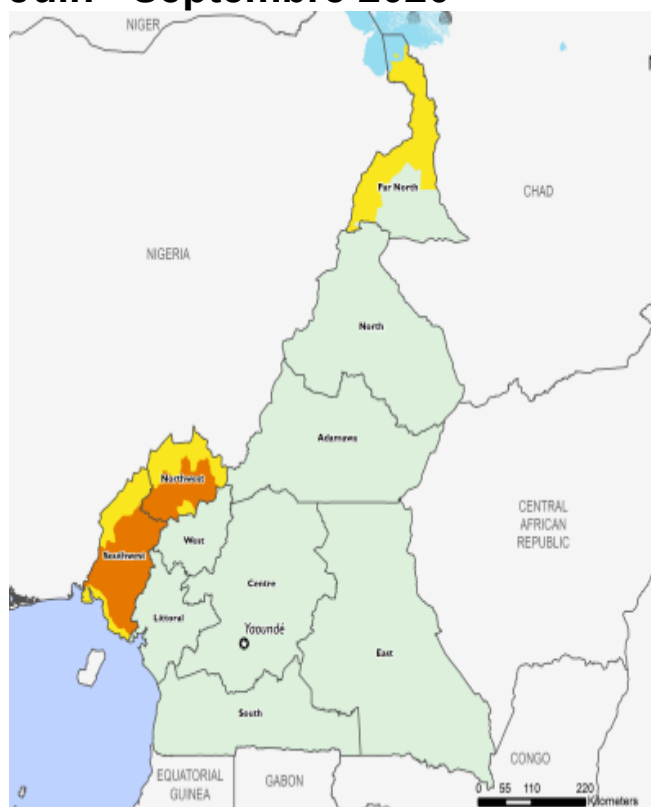 NIGER
Far North
CHAD
NIGERIA
North
Adamawa
Northwest
CENTRAL
AFRICAN
REPUBLIC
West
Southwest
Centre
Littoral
Yaoundé
East
South
CONGO
EQUATORIAL
GUINEA
GABON
0 55 110 220
Kilometers